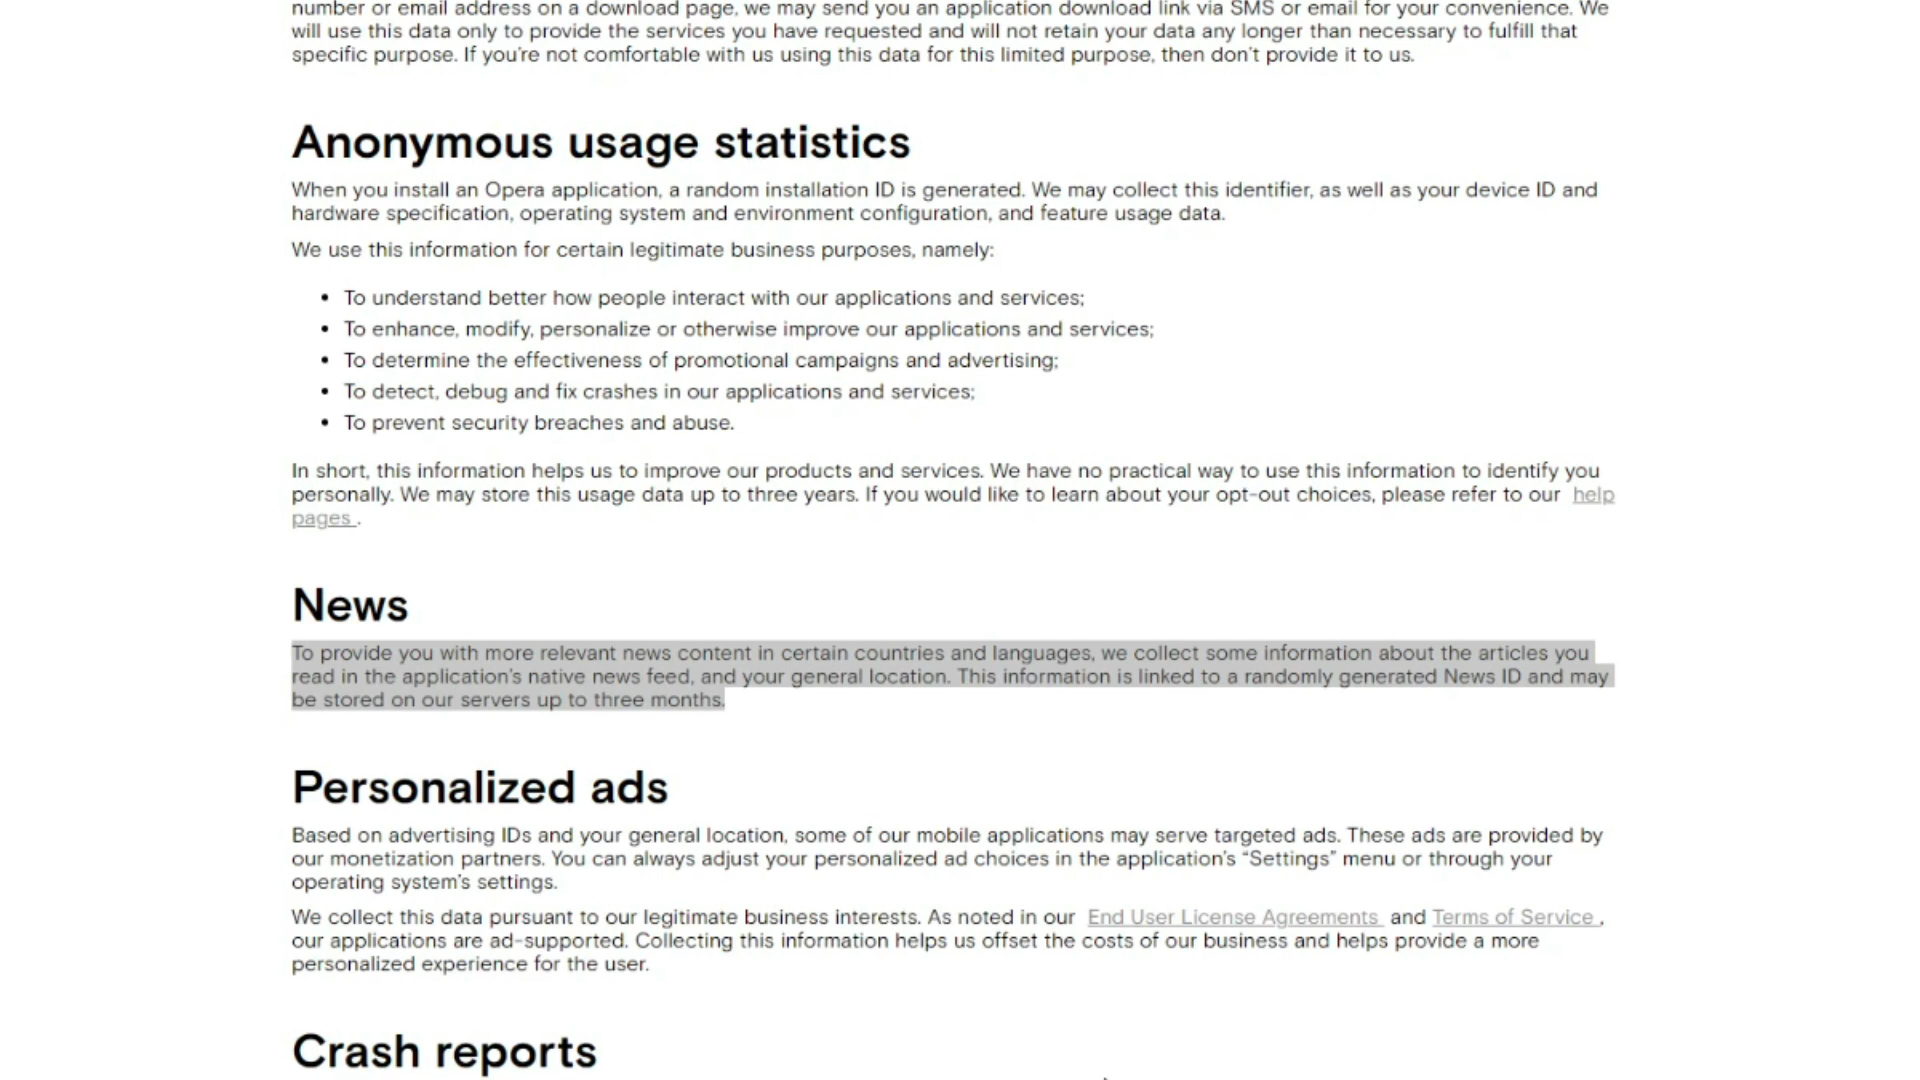 number or email address on a download page, we may send you an application download link via SMS or email for your convenience. We
will use this data only to provide the services you have requested and will not retain your data any longer than necessary to fulfill that
specific purpose. If you're not comfortable with us using this data for this limited purpose, then don't provide it to us.
Anonymous usage statistics
When you install an Opera application, a random installation ID is generated. We may collect this identifier, as well as your device ID and
hardware specification, operating system and environment configuration, and feature usage data.
We use this information for certain legitimate business purposes, namely:
• To understand better how people interact with our applications and services;
• To enhance, modify, personalize or otherwise improve our applications and services;
• To determine the effectiveness of promotional campaigns and advertising;
• To detect, debug and fix crashes in our applications and services;
• To prevent security breaches and abuse.
In short, this information helps us to improve our products and services. We have no practical way to use this information to identify you
personally. We may store this usage data up to three years. If you would like to learn about your opt-out choices, please refer to our help
pages .
News
To provide you with more relevant news content in certain countries and languages, we collect some information about the articles you
read in the application's native news feed, and your general location. This information is linked to a randomly generated News ID and may
be stored on our servers up to three months.
Personalized ads
Based on advertising IDs and your general location, some of our mobile applications may serve targeted ads. These ads are provided by
our monetization partners. You can always adjust your personalized ad choices in the application's "Settings" menu or through your
operating system's settings.
We collect this data pursuant to our legitimate business interests. As noted in our End User License Agreements and Terms of Service ,
our applications are ad-supported. Collecting this information helps us offset the costs of our business and helps provide a more
personalized experience for the user.
Crash reports